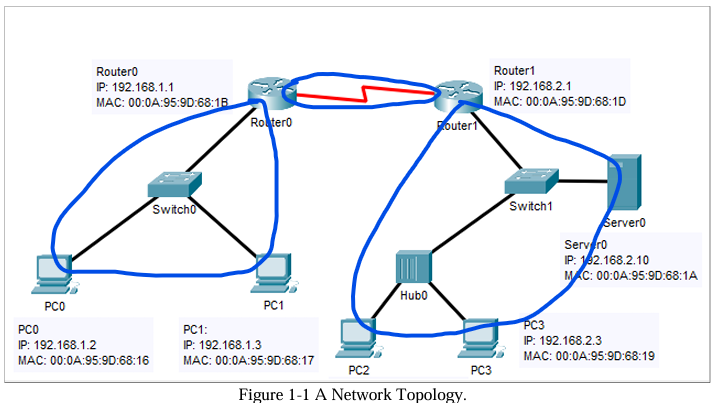 Router0
IP: 192.168.1.1
MAC: 00:0A:95:9D:68:1B
Router0
Router1
IP: 192.168.2.1
MAC: 00:0A:95:9D:68:1D
Router1
Switch0
Switch1
Server0
Server0
IP: 192.168.2.10
MAC: 00:0A:95:9D:68:1A
Hub0
PC0
PC1
PC0
IP: 192.168.1.2
MAC: 00:0A:95:9D:68:16
PC1:
IP: 192.168.1.3
MAC: 00:0A:95:9D:68:17
PC2
PC3
PC3
IP: 192.168.2.3
MAC: 00:0A:95:9D:68:19
Figure 1-1 A Network Topology.